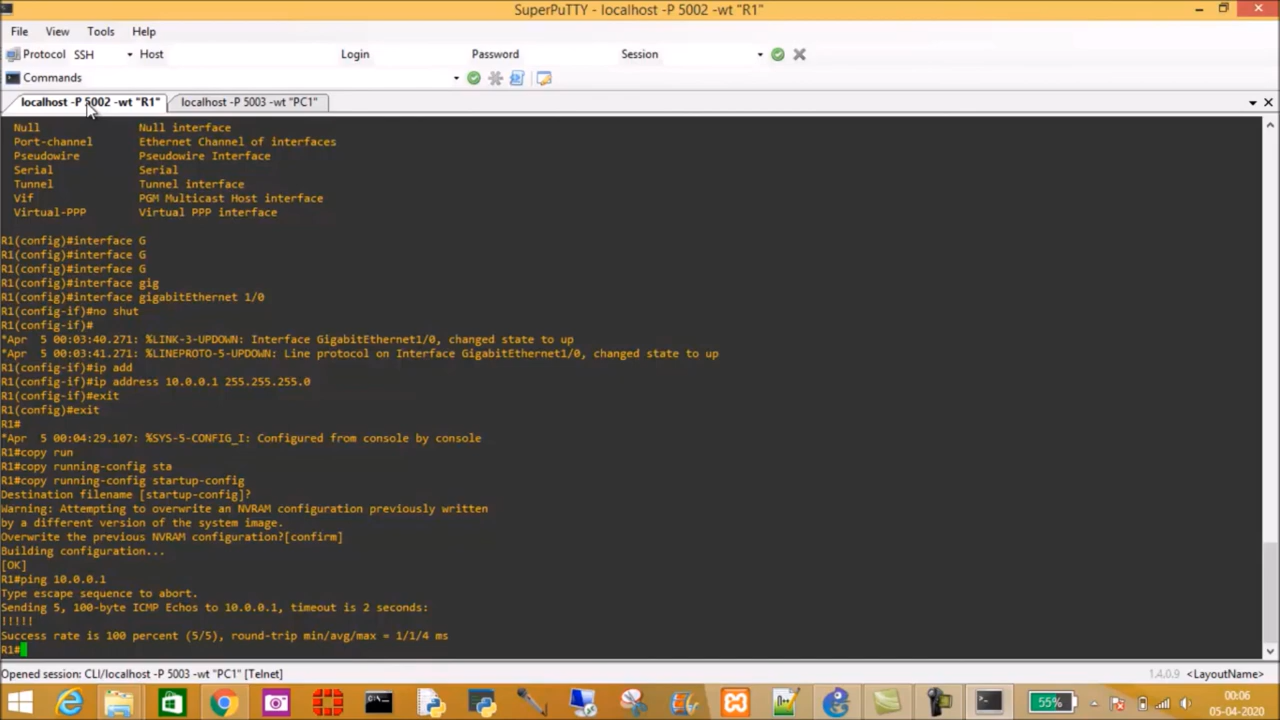 SuperPuTTY - localhost -P 5002 -wt "R1"
File View Tools Help
Protocol SSH Host Login Password Session
Commands
localhost -P 5002 -wt "R1" localhost -P 5003 -wt "PC1"
Null Null interface
Port-channel Ethernet Channel of interfaces
Pseudowire Pseudowire Interface
Serial Serial
Tunnel Tunnel interface
Vif PGM Multicast Host interface
Virtual-PPP Virtual PPP interface
R1(config)#interface G
R1(config)#interface G
R1(config)#interface G
R1(config)#interface gig
R1(config)#interface gigabitEthernet 1/0
R1(config-if)#no shut
R1(config-if)#
*Apr 5 00:03:40.271: %LINK-3-UPDOWN: Interface GigabitEthernet1/0, changed state to up
*Apr 5 00:03:41.271: %LINEPROTO-5-UPDOWN: Line protocol on Interface GigabitEthernet1/0, changed state to up
R1(config-if)#ip add
R1(config-if)#ip address 10.0.0.1 255.255.255.0
R1(config-if)#exit
R1(config)#exit
R1#
*Apr 5 00:04:29.107: %SYS-5-CONFIG_I: Configured from console by console
R1#copy run
R1#copy running-config sta
R1#copy running-config startup-config
Destination filename [startup-config]?
Warning: Attempting to overwrite an NVRAM configuration previously written
by a different version of the system image.
Overwrite the previous NVRAM configuration?[confirm]
Building configuration...
[OK]
R1#ping 10.0.0.1
Type escape sequence to abort.
Sending 5, 100-byte ICMP Echos to 10.0.0.1, timeout is 2 seconds:
!!!!!
Success rate is 100 percent (5/5), round-trip min/avg/max = 1/1/4 ms
R1#
Opened session: CLI/localhost -P 5003 -wt "PC1" [Telnet] 1.4.0.9 <LayoutName>
55% 00:06
05-04-2020